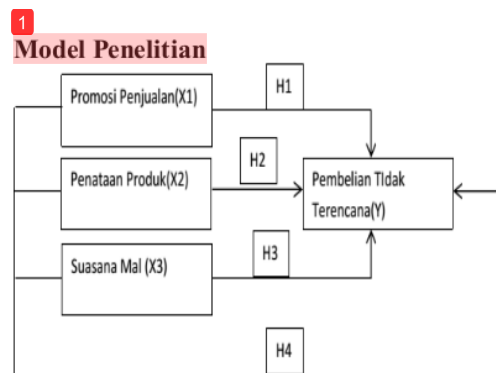 1
Model Penelitian
Promosi Penjualan(X1)
H1
Penataan Produk(X2)
H2
Pembelian TIdak
Terencana(Y)
Suasana Mal (X3)
H3
H4